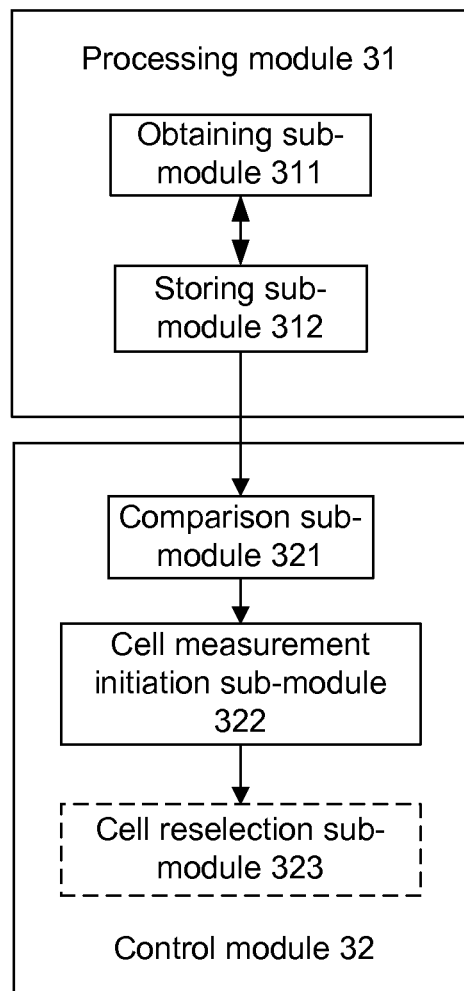 Processing module 31
Obtaining sub-
module 311
Storing sub-
module 312
Comparison sub-
module 321
Cell measurement
initiation sub-module
322
Cell reselection sub-
module 323
Control module 32